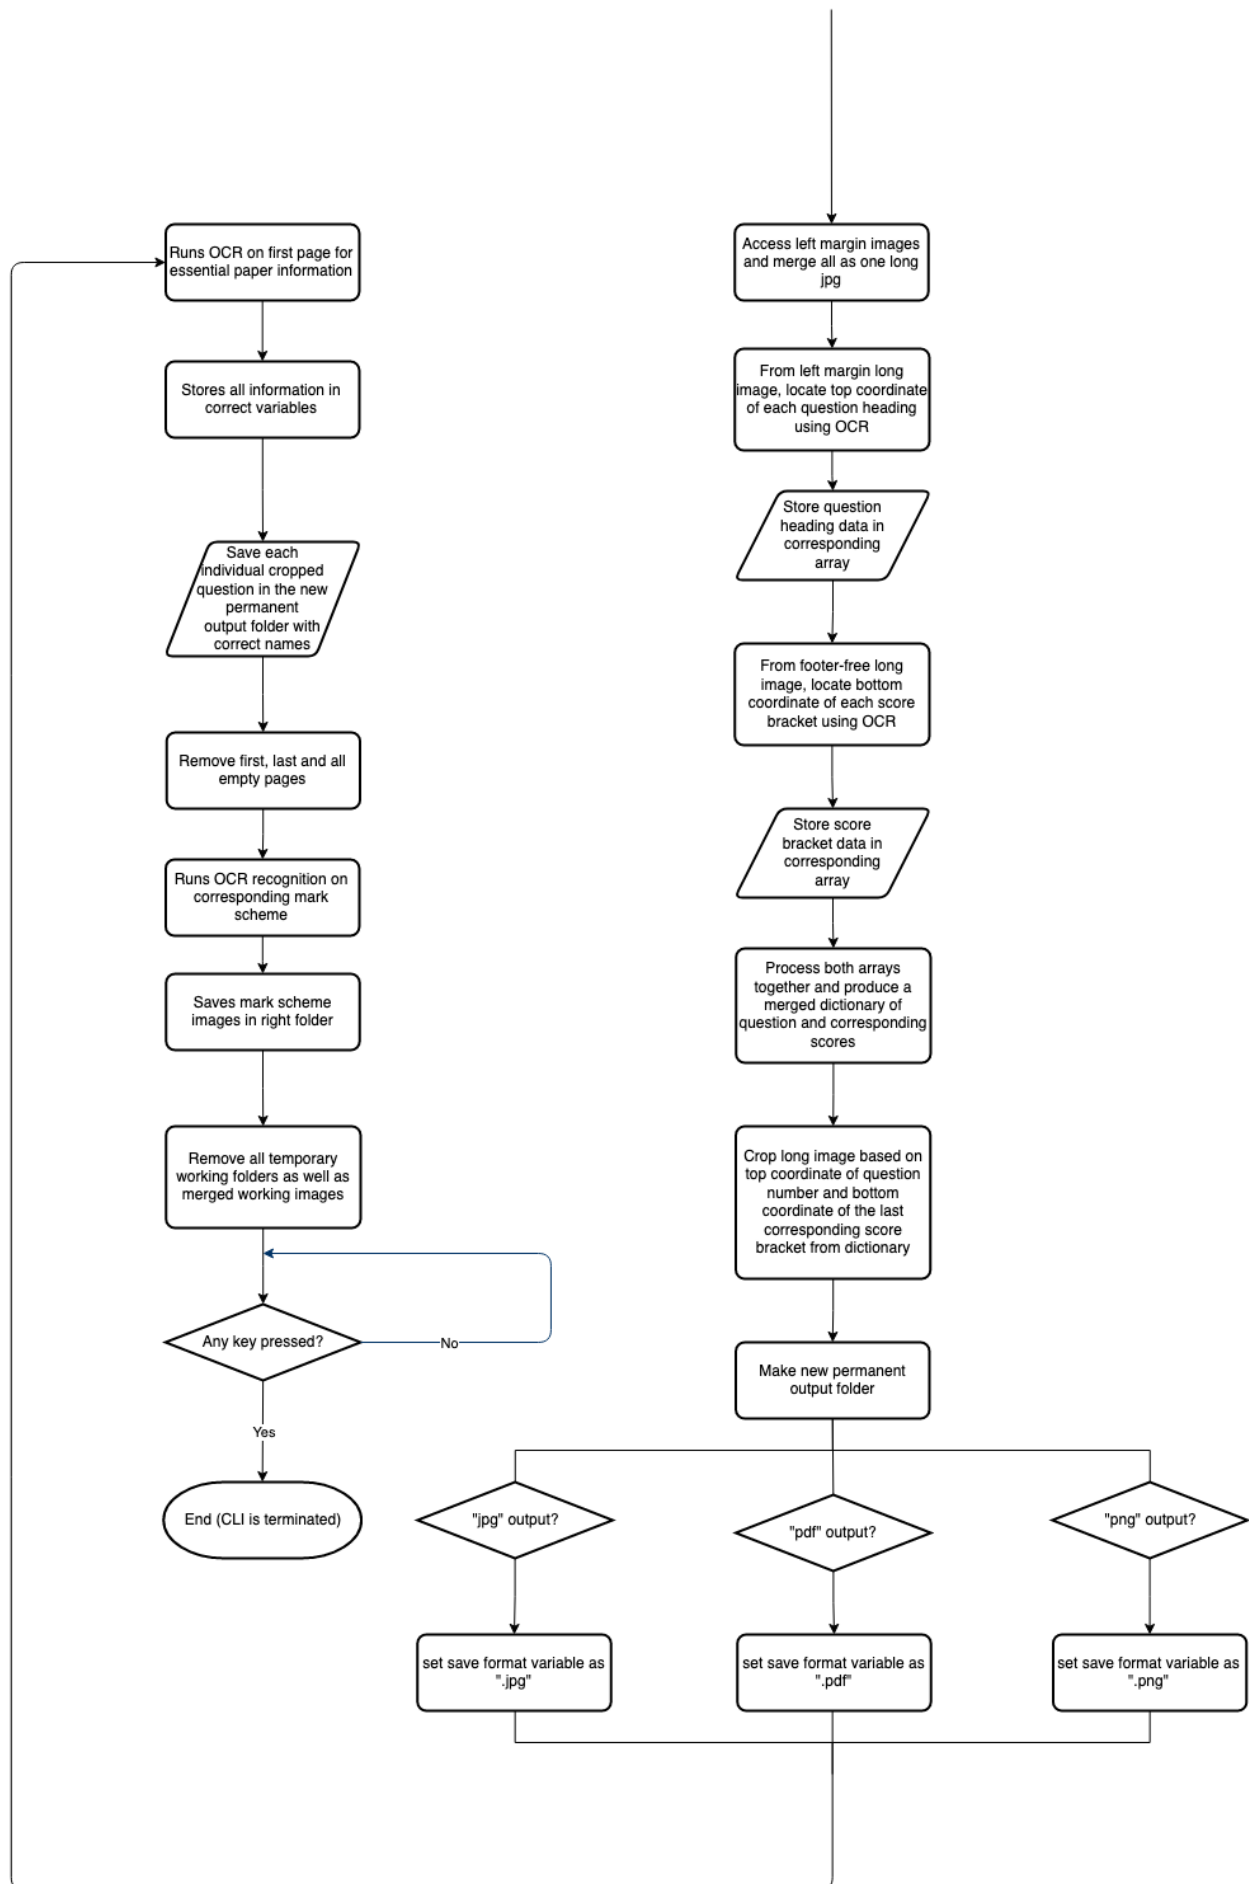 Runs OCR on first page for
essential paper information
Stores all information in
correct variables
Save each
individual cropped
question in the new
permanent
output folder with
correct names
Remove first, last and all
empty pages
Runs OCR recognition on
corresponding mark
scheme
Saves mark scheme
images in right folder
Remove all temporary
working folders as well as
merged working images
Any key pressed?
No
Yes
End (CLI is terminated)
Access left margin images
and merge all as one long
jpg
From left margin long
image, locate top coordinate
of each question heading
using OCR
Store question
heading data in
corresponding
array
From footer-free long
image, locate bottom
coordinate of each score
bracket using OCR
Store score
bracket data in
corresponding
array
Process both arrays
together and produce a
merged dictionary of
question and corresponding
scores
Crop long image based on
top coordinate of question
number and bottom
coordinate of the last
corresponding score
bracket from dictionary
Make new permanent
output folder
"jpg" output?
"pdf" output?
"png" output?
set save format variable as
".jpg"
set save format variable as
".pdf"
set save format variable as
".png"